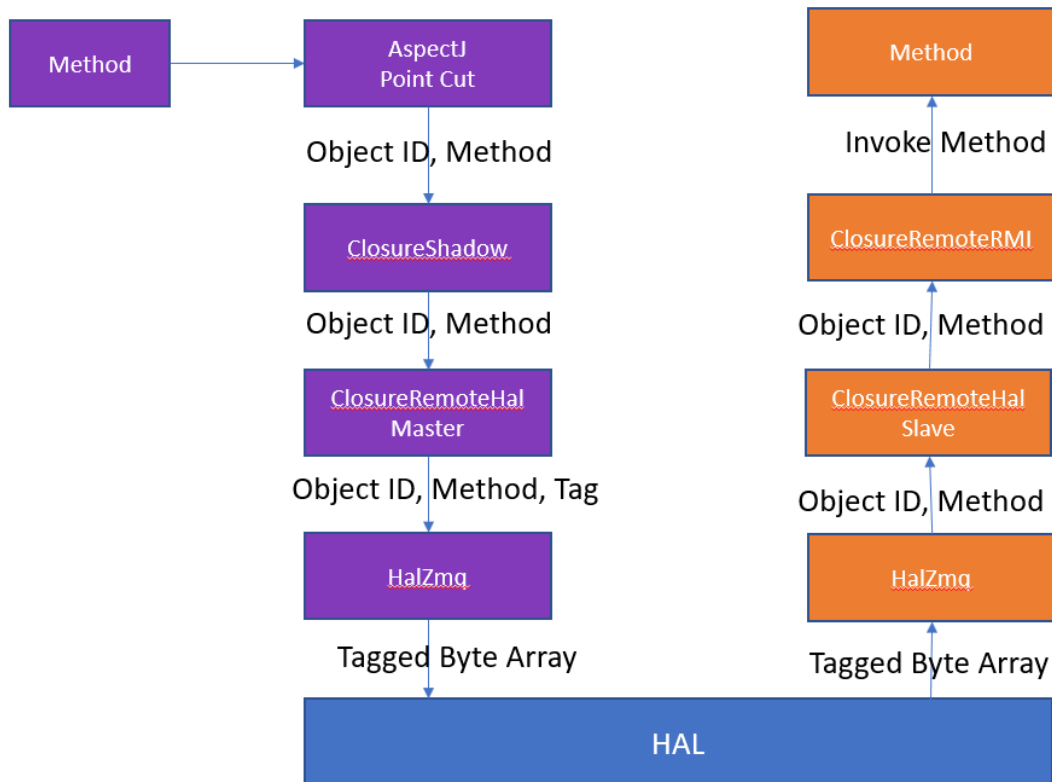 Method
AspectJ
Point Cut
Object ID, Method
ClosureShadow
Object ID, Method
ClosureRemoteHal
Master
Object ID, Method, Tag
HalZmq
Tagged Byte Array
HAL
Tagged Byte Array
HalZmq
Object ID, Method
ClosureRemoteHal
Slave
Object ID, Method
ClosureRemoteRMI
Invoke Method
Method